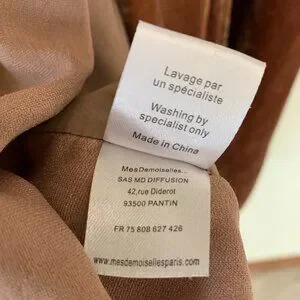 Lavage par
un spécialiste
Washing by
specialist only
Made in China
MesDemoiselles...
SAS MD DIFFUSION
42,rue Diderot
93500 PANTIN
FR 75 808 627 426
www.mesdemoisellesparis.com